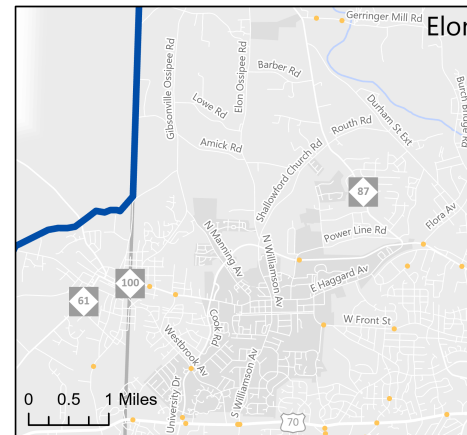 Gerringer Mill Rd
Elon
Gibsonville Ossipee Rd
Elon Ossipee Rd
Barber Rd
Burch Bridge Rd
Lowe Rd
Durham St Ext
Routh Rd
Amick Rd
Shallowford Church Rd
87
Flora Av
N Manning Av
N Williamson Av
Power Line Rd
E Haggard Av
100
61
Cook Rd
W Front St
Westbrook Av
University Dr
S Williamson Av
70
0 0.5 1 Miles